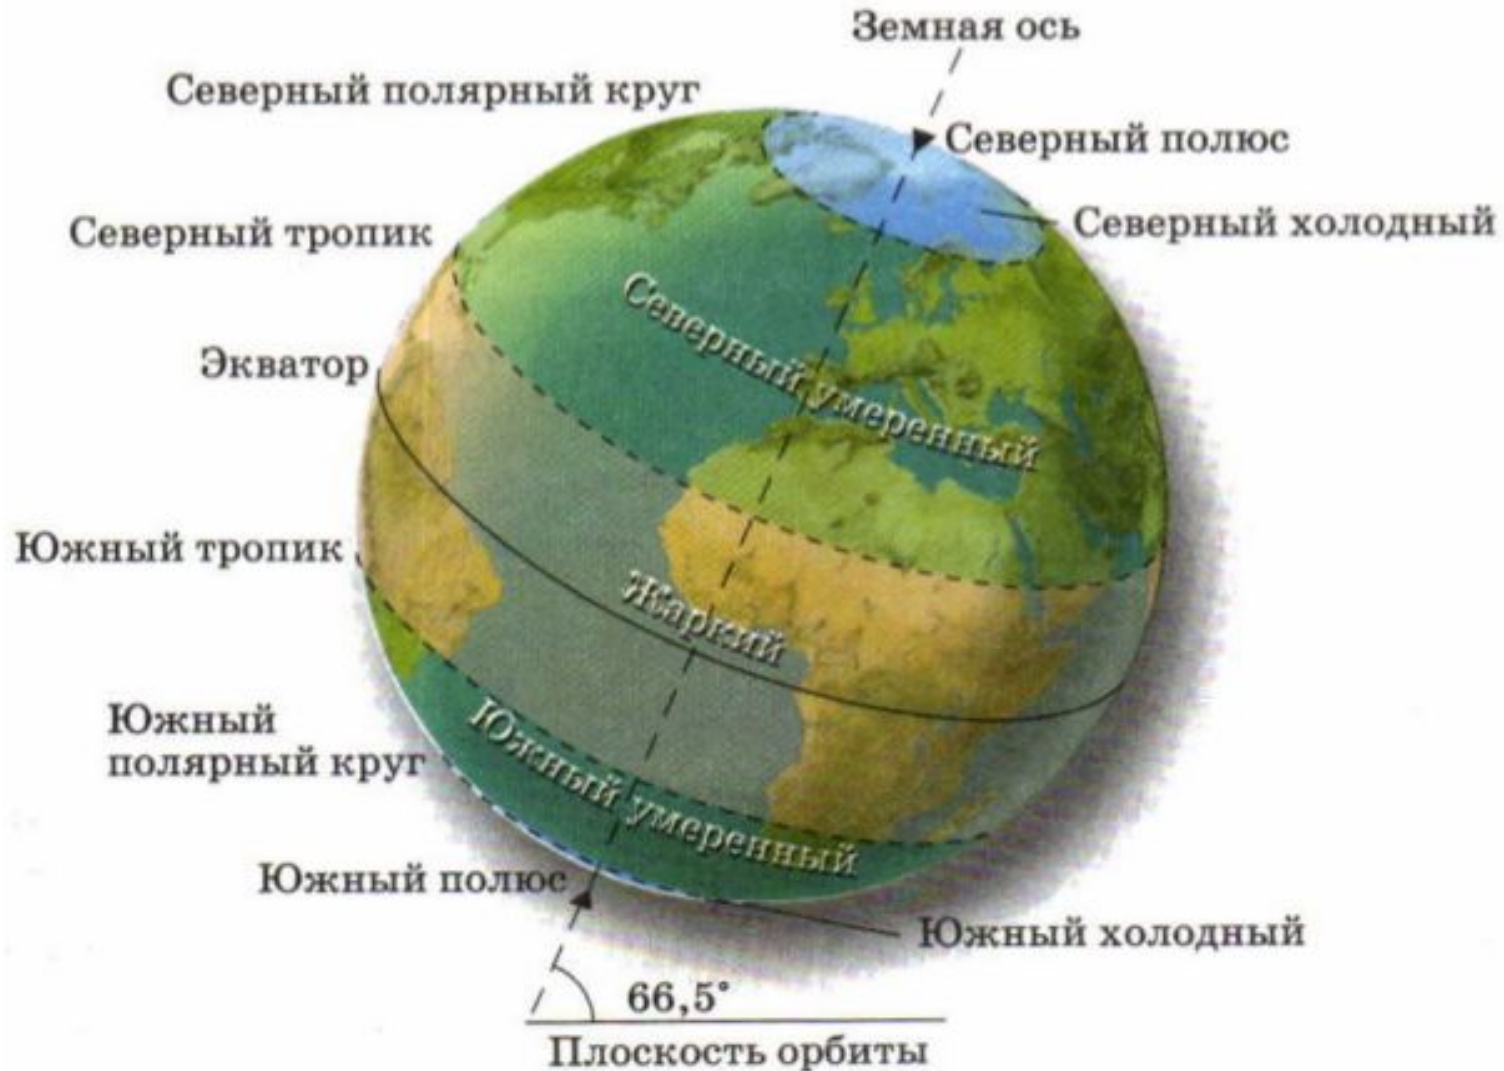 Земная ось
Северный полярный круг
Северный полюс
Северный тропик
Северный холодный
Северный умеренный
Экватор
Южный тропик
Жаркий
Южный
полярный круг
Южный умеренный
Южный полюс
Южный холодный
66,5°
Плоскость орбиты